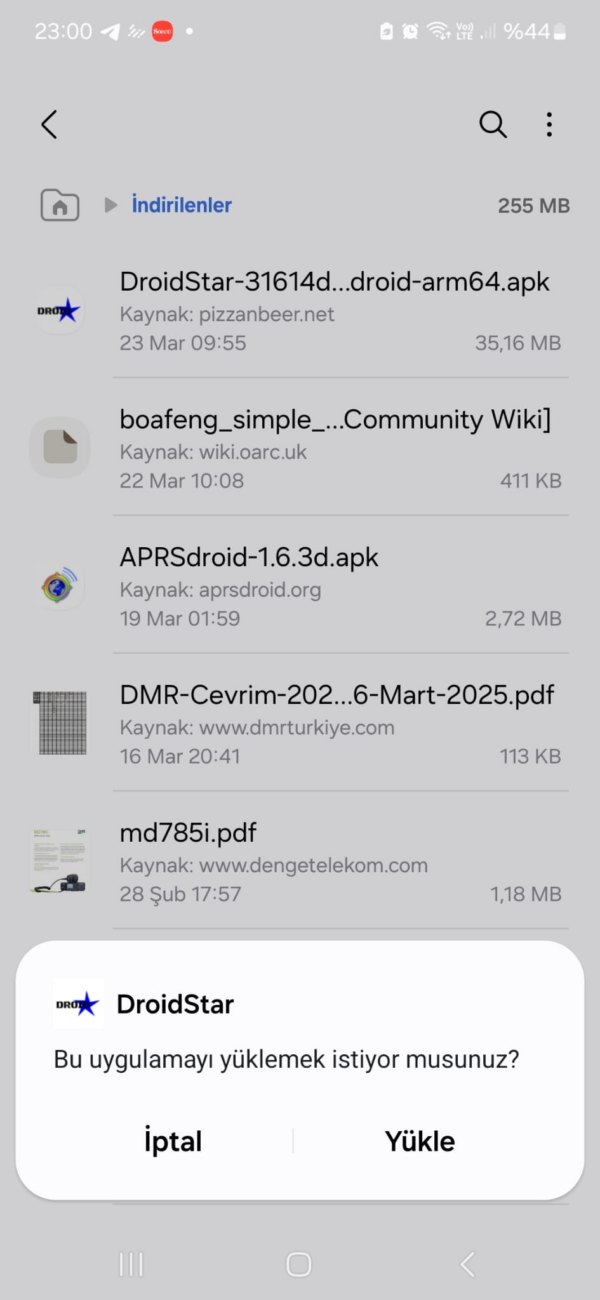 23:00 %44
İndirilenler 255 MB
DroidStar-31614d...droid-arm64.apk
Kaynak: pizzanbeer.net
23 Mar 09:55 35,16 MB
boafeng_simple_...Community Wiki]
Kaynak: wiki.oarc.uk
22 Mar 10:08 411 KB
APRSdroid-1.6.3d.apk
Kaynak: aprsdroid.org
19 Mar 01:59 2,72 MB
DMR-Cevrim-202...6-Mart-2025.pdf
Kaynak: www.dmrturkiye.com
16 Mar 20:41 113 KB
md785i.pdf
Kaynak: www.dengetelekom.com
28 Şub 17:57 1,18 MB
DroidStar
Bu uygulamayı yüklemek istiyor musunuz?
İptal Yükle